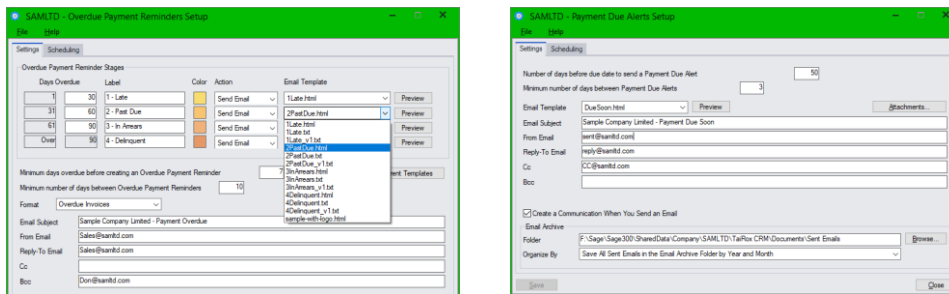 SAMLTD - Overdue Payment Reminders Setup
File Help
Settings Scheduling
Overdue Payment Reminder Stages
Days Overdue Label Color Action Email Template
1 30 1 - Late Send Email 1Late.html Preview
31 60 2 - Past Due Send Email 2PastDue.html Preview
61 90 3 - In Arrears Send Email Preview
Over 90 4 - Delinquent Send Email Preview
1Late.html
1Late.txt
1Late_v1.txt
2PastDue.html
2PastDue.txt
2PastDue_v1.txt
3InArrears.html
3InArrears.txt
3InArrears_v1.txt
4Delinquent.html
4Delinquent.txt
4Delinquent_v1.txt
sample-with-logo.html
Minimum days overdue before creating an Overdue Payment Reminder 7 Templates
Minimum number of days between Overdue Payment Reminders 10
Format Overdue Invoices
Email Subject Sample Company Limited - Payment Overdue
From Email Sales@samltd.com
Reply-To Email Sales@samltd.com
Cc
Bcc Don@samltd.com
SAMLTD - Payment Due Alerts Setup
File Help
Settings Scheduling
Number of days before due date to send a Payment Due Alert 50
Minimum number of days between Payment Due Alerts 3
Email Template DueSoon.html Preview Attachments...
Email Subject Sample Company Limited - Payment Due Soon
From Email sent@samltd.com
Reply-To Email reply@samltd.com
Cc CC@samltd.com
Bcc
Create a Communication When You Send an Email
Email Archive
Folder F:\Sage\Sage300\SharedData\Company\SAMLTD\TaiRox CRM\Documents\Sent Emails Browse...
Organize By Save All Sent Emails in the Email Archive Folder by Year and Month
Save Close